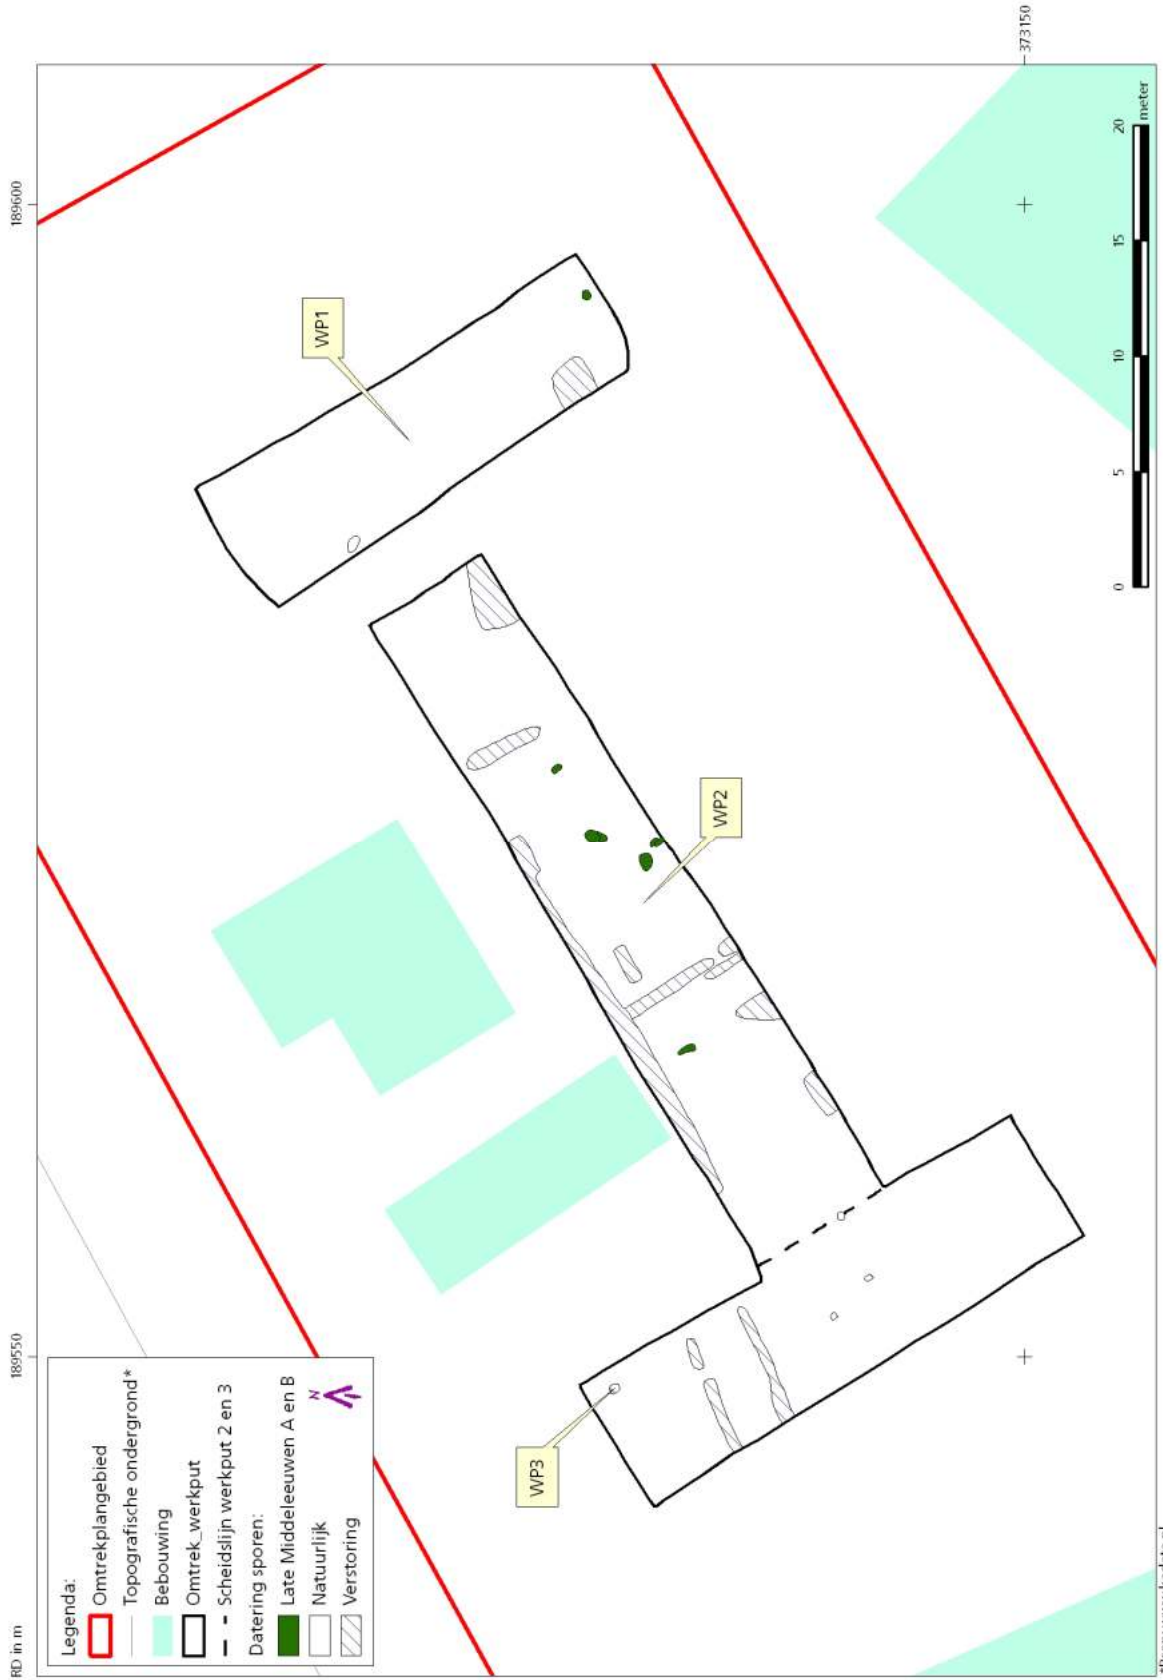 RD in m
189550
189600
373150
WP1
WP2
WP3
Legenda:
Omtrekplangebied
Topografische ondergrond*
Bebouwing
Omtrek_werkput
Scheidslijn werkput 2 en 3
Datering sporen:
Late Middeleeuwen A en B
Natuurlijk
Verstoring
N
0 5 10 15 20
meter